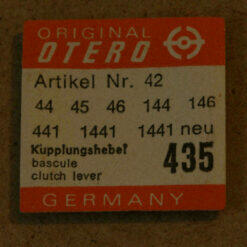 ORIGINAL
OTERO
Artikel Nr. 42
44 45 46 144 146
441 1441 1441 neu
Kupplungshebel
bascule
clutch lever
435
GERMANY